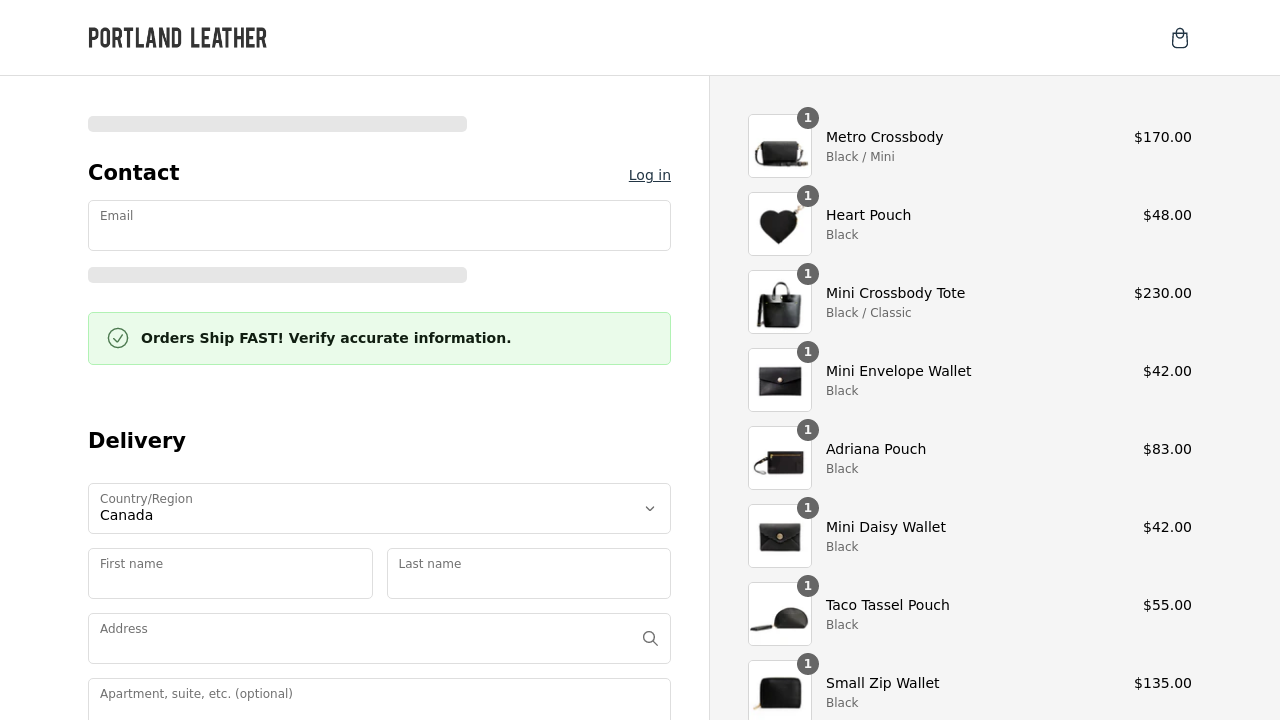 PORTLAND LEATHER
Contact
Log in
Email
Orders Ship FAST! Verify accurate information.
Delivery
Country/Region
Canada
First name
Last name
Address
Apartment, suite, etc. (optional)
1
Metro Crossbody
$170.00
Black / Mini
1
Heart Pouch
$48.00
Black
1
Mini Crossbody Tote
$230.00
Black / Classic
1
Mini Envelope Wallet
$42.00
Black
1
Adriana Pouch
$83.00
Black
1
Mini Daisy Wallet
$42.00
Black
1
Taco Tassel Pouch
$55.00
Black
1
Small Zip Wallet
$135.00
Black